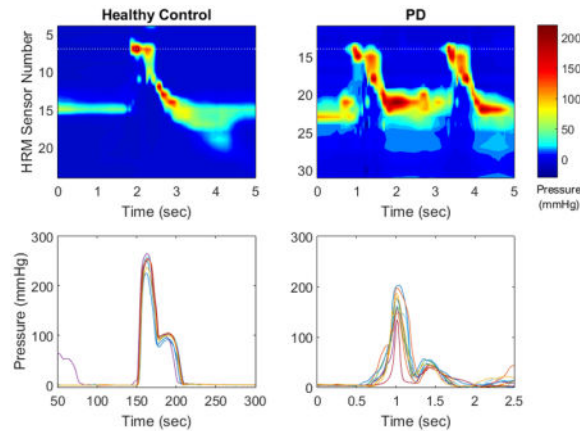 Healthy Control
PD
HRM Sensor Number
5
10
15
20
0 1 2 3 4 5
Time (sec)
15
20
25
30
0 1 2 3 4 5
Time (sec)
200
150
100
50
0
Pressure
(mmHg)
Pressure (mmHg)
300
200
100
0
50 100 150 200 250 300
Time (sec)
300
200
100
0
0 0.5 1.0 1.5 2.0 2.5
Time (sec)